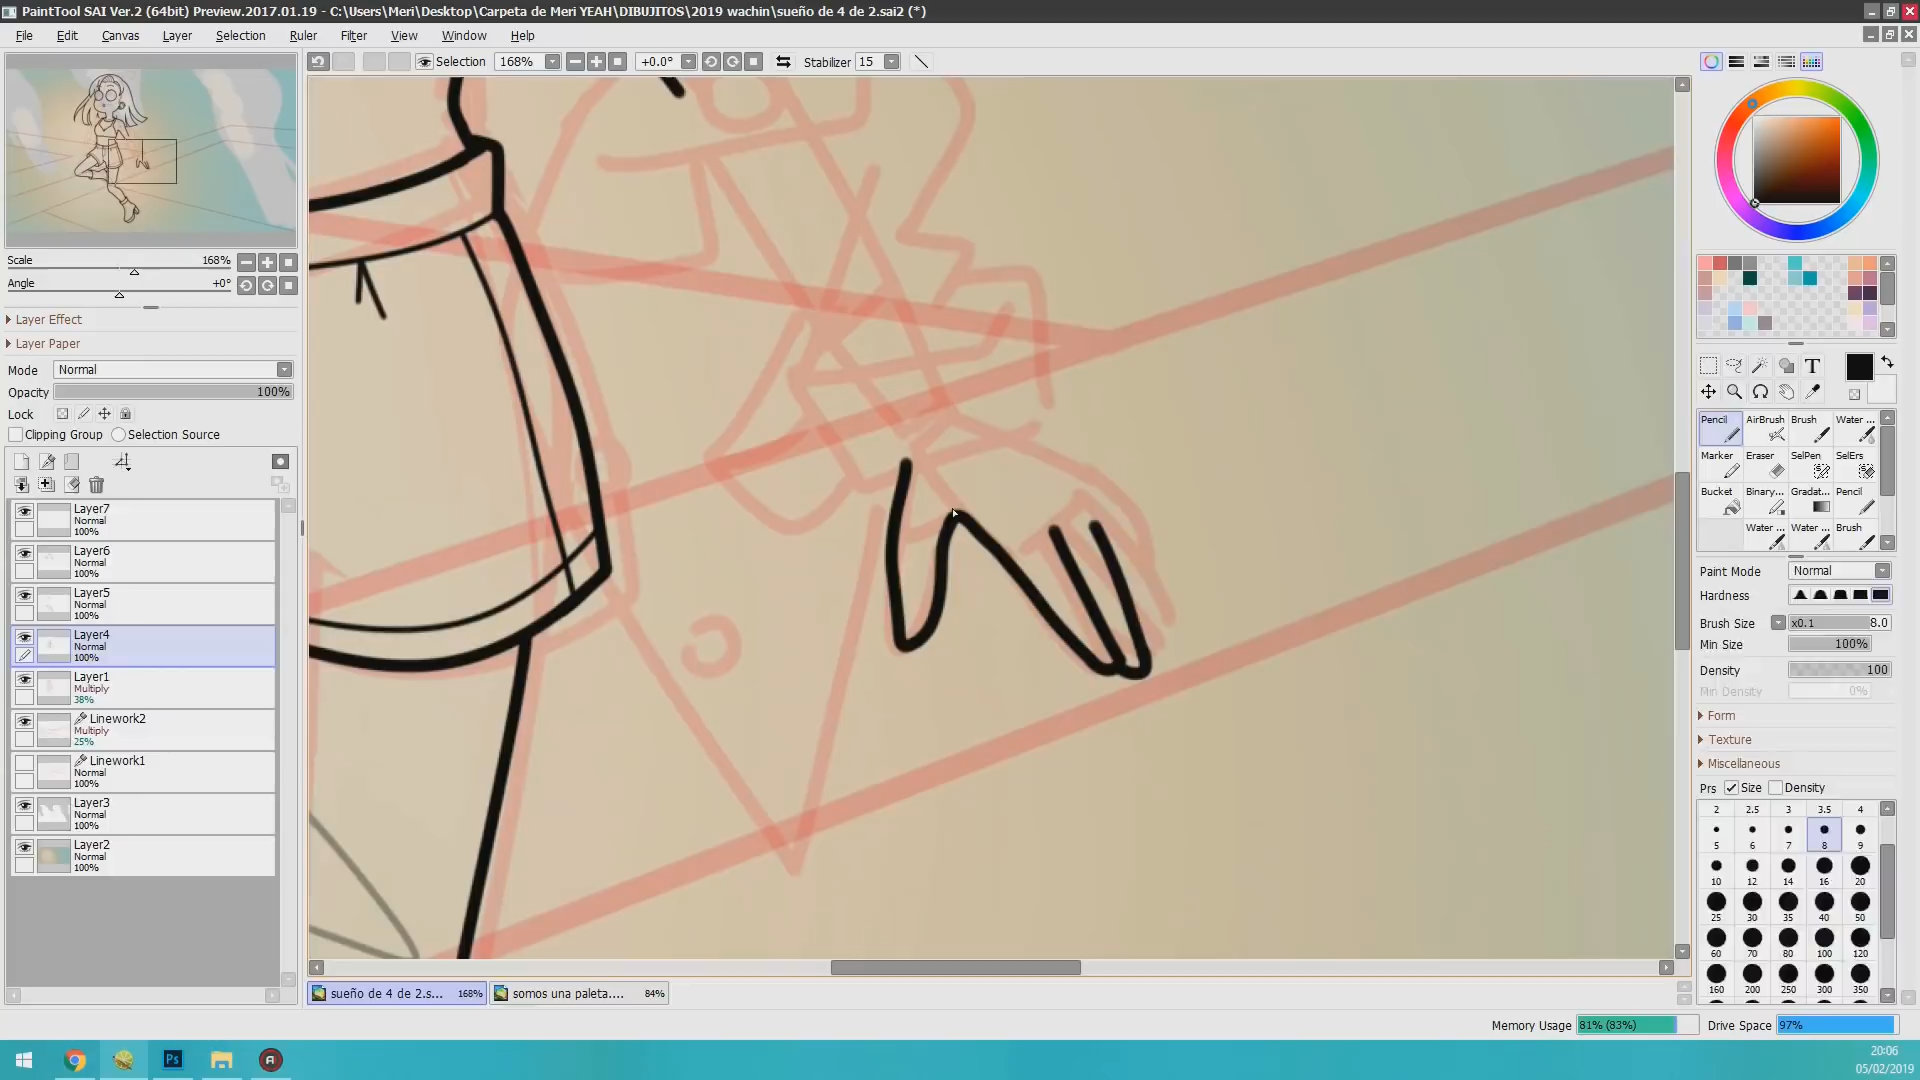 PaintTool SAI Ver.2 (64bit) Preview.2017.01.19 - C:\Users\Meri\Desktop\Carpeta de Meri YEAH\DIBUJITOS\2019 wachin\sueño de 4 de 2.sai2 (*)
File Edit Canvas Layer Selection Ruler Filter View Window Help
Selection 168% +0.0° Stabilizer 15
Scale 168%
Angle +0°
Layer Effect
Layer Paper
Mode Normal
Opacity 100%
Lock
Clipping Group Selection Source
Layer7
Normal
100%
Layer6
Normal
100%
Layer5
Normal
100%
Layer4
Normal
100%
Layer1
Multiply
38%
Linework2
Multiply
25%
Linework1
Normal
100%
Layer3
Normal
100%
Layer2
Normal
100%
T
Pencil AirBrush Brush Water ...
Marker Eraser SelPen SelErs
Bucket Binary... Gradat... Pencil
Water ... Water ... Brush
Paint Mode Normal
Hardness
Brush Size x0.1 8.0
Min Size 100%
Density 100
Min Density 0%
Form
Texture
Miscellaneous
Prs Size Density
2 2.5 3 3.5 4
5 6 7 8 9
10 12 14 16 20
25 30 35 40 50
60 70 80 100 120
160 200 250 300 350
sueño de 4 de 2.s... 168% somos una paleta.... 84%
Memory Usage 81% (83%) Drive Space 97%
Ps
20:06
05/02/2019